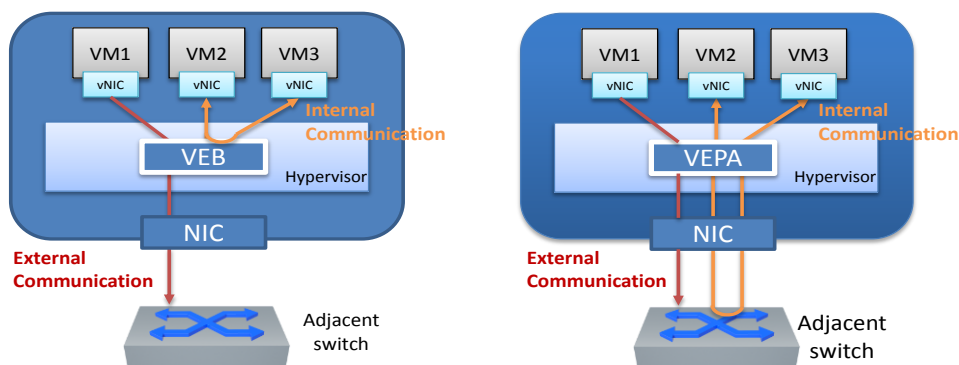 VM1
VM2
VM3
vNIC
vNIC
vNIC
Internal
Communication
VEB
Hypervisor
NIC
External
Communication
Adjacent
switch
VM1
VM2
VM3
vNIC
vNIC
vNIC
Internal
Communication
VEPA
Hypervisor
NIC
External
Communication
Adjacent
switch